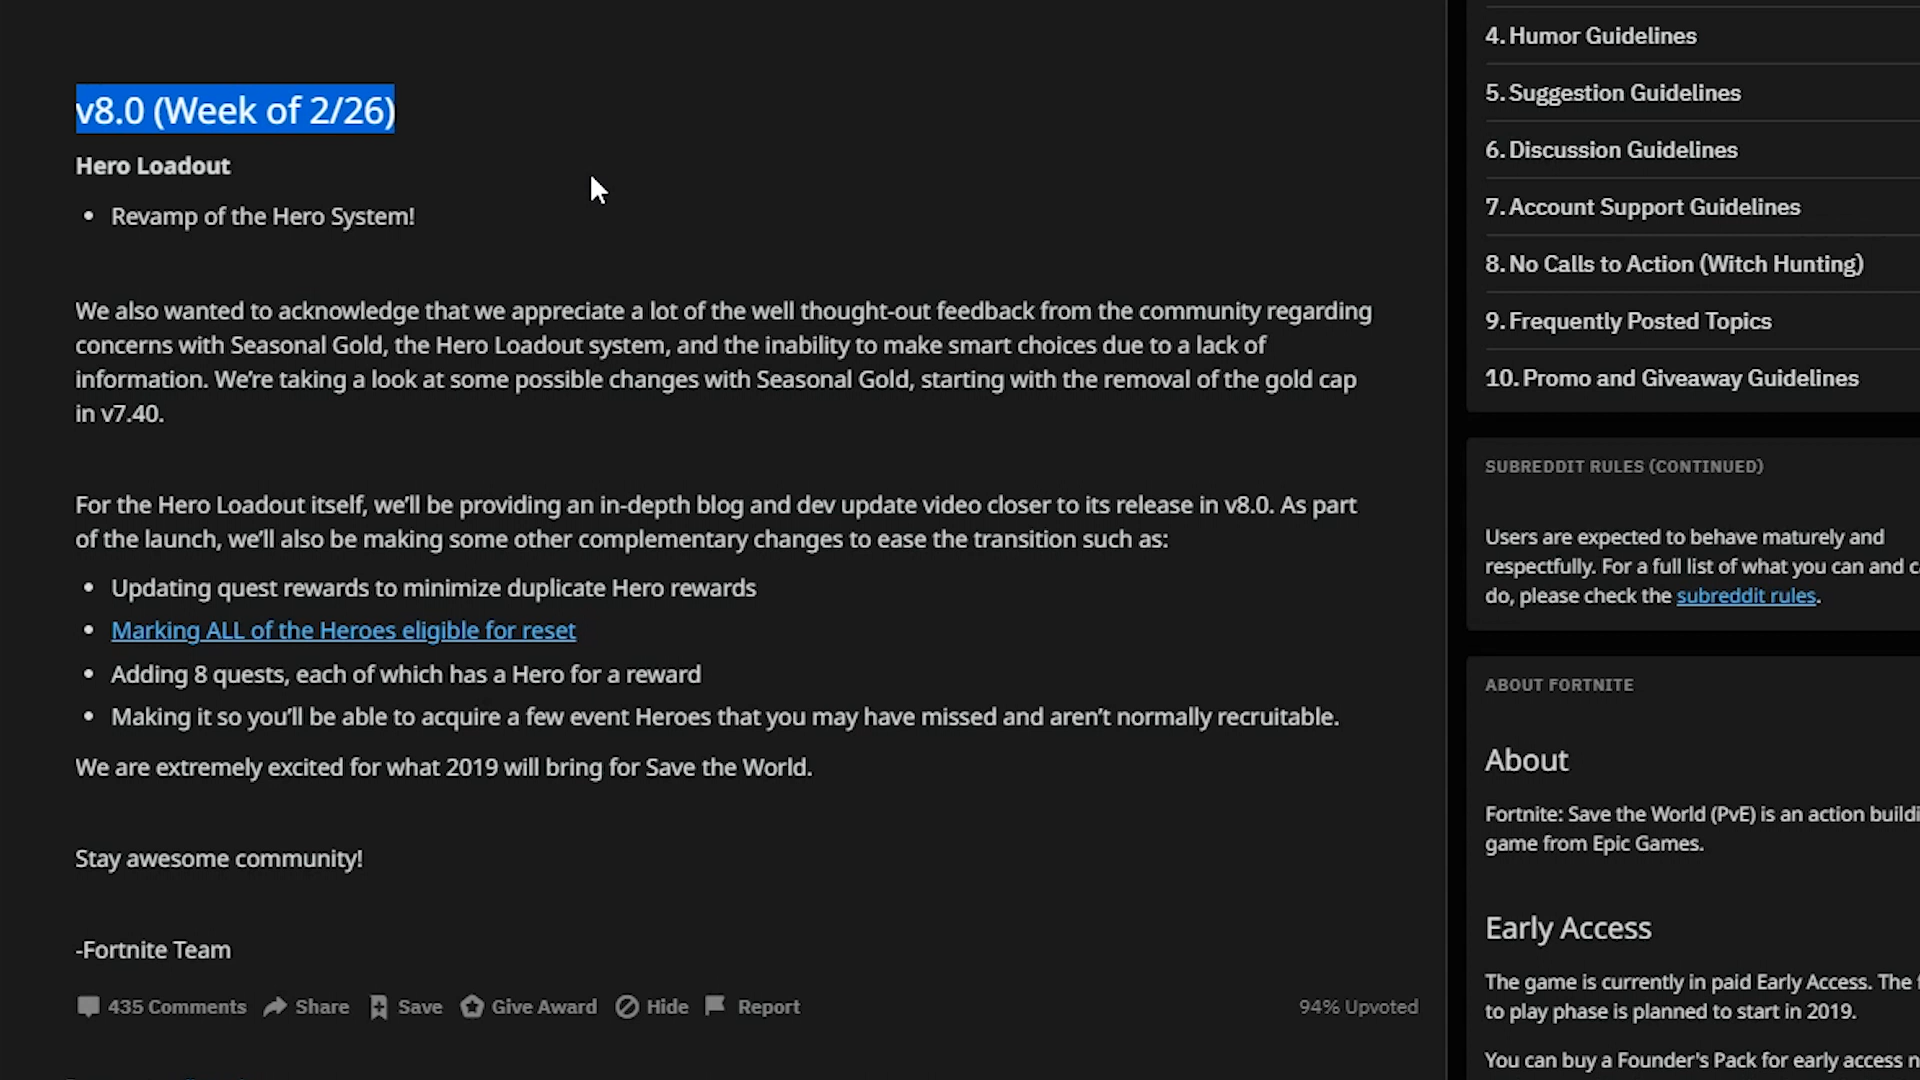 v8.0 (Week of 2/26)
Hero Loadout
• Revamp of the Hero System!
We also wanted to acknowledge that we appreciate a lot of the well thought-out feedback from the community regarding
concerns with Seasonal Gold, the Hero Loadout system, and the inability to make smart choices due to a lack of
information. We're taking a look at some possible changes with Seasonal Gold, starting with the removal of the gold cap
in v7.40.
For the Hero Loadout itself, we'll be providing an in-depth blog and dev update video closer to its release in v8.0. As part
of the launch, we'll also be making some other complementary changes to ease the transition such as:
• Updating quest rewards to minimize duplicate Hero rewards
• Marking ALL of the Heroes eligible for reset
• Adding 8 quests, each of which has a Hero for a reward
• Making it so you'll be able to acquire a few event Heroes that you may have missed and aren't normally recruitable.
We are extremely excited for what 2019 will bring for Save the World.
Stay awesome community!
-Fortnite Team
435 Comments Share Save Give Award Hide Report 94% Upvoted
4. Humor Guidelines
5. Suggestion Guidelines
6. Discussion Guidelines
7. Account Support Guidelines
8. No Calls to Action (Witch Hunting)
9. Frequently Posted Topics
10. Promo and Giveaway Guidelines
SUBREDDIT RULES (CONTINUED)
Users are expected to behave maturely and
respectfully. For a full list of what you can and
do, please check the subreddit rules.
ABOUT FORTNITE
About
Fortnite: Save the World (PvE) is an action
game from Epic Games.
Early Access
The game is currently in paid Early Access. The
to play phase is planned to start in 2019.
You can buy a Founder's Pack for early access